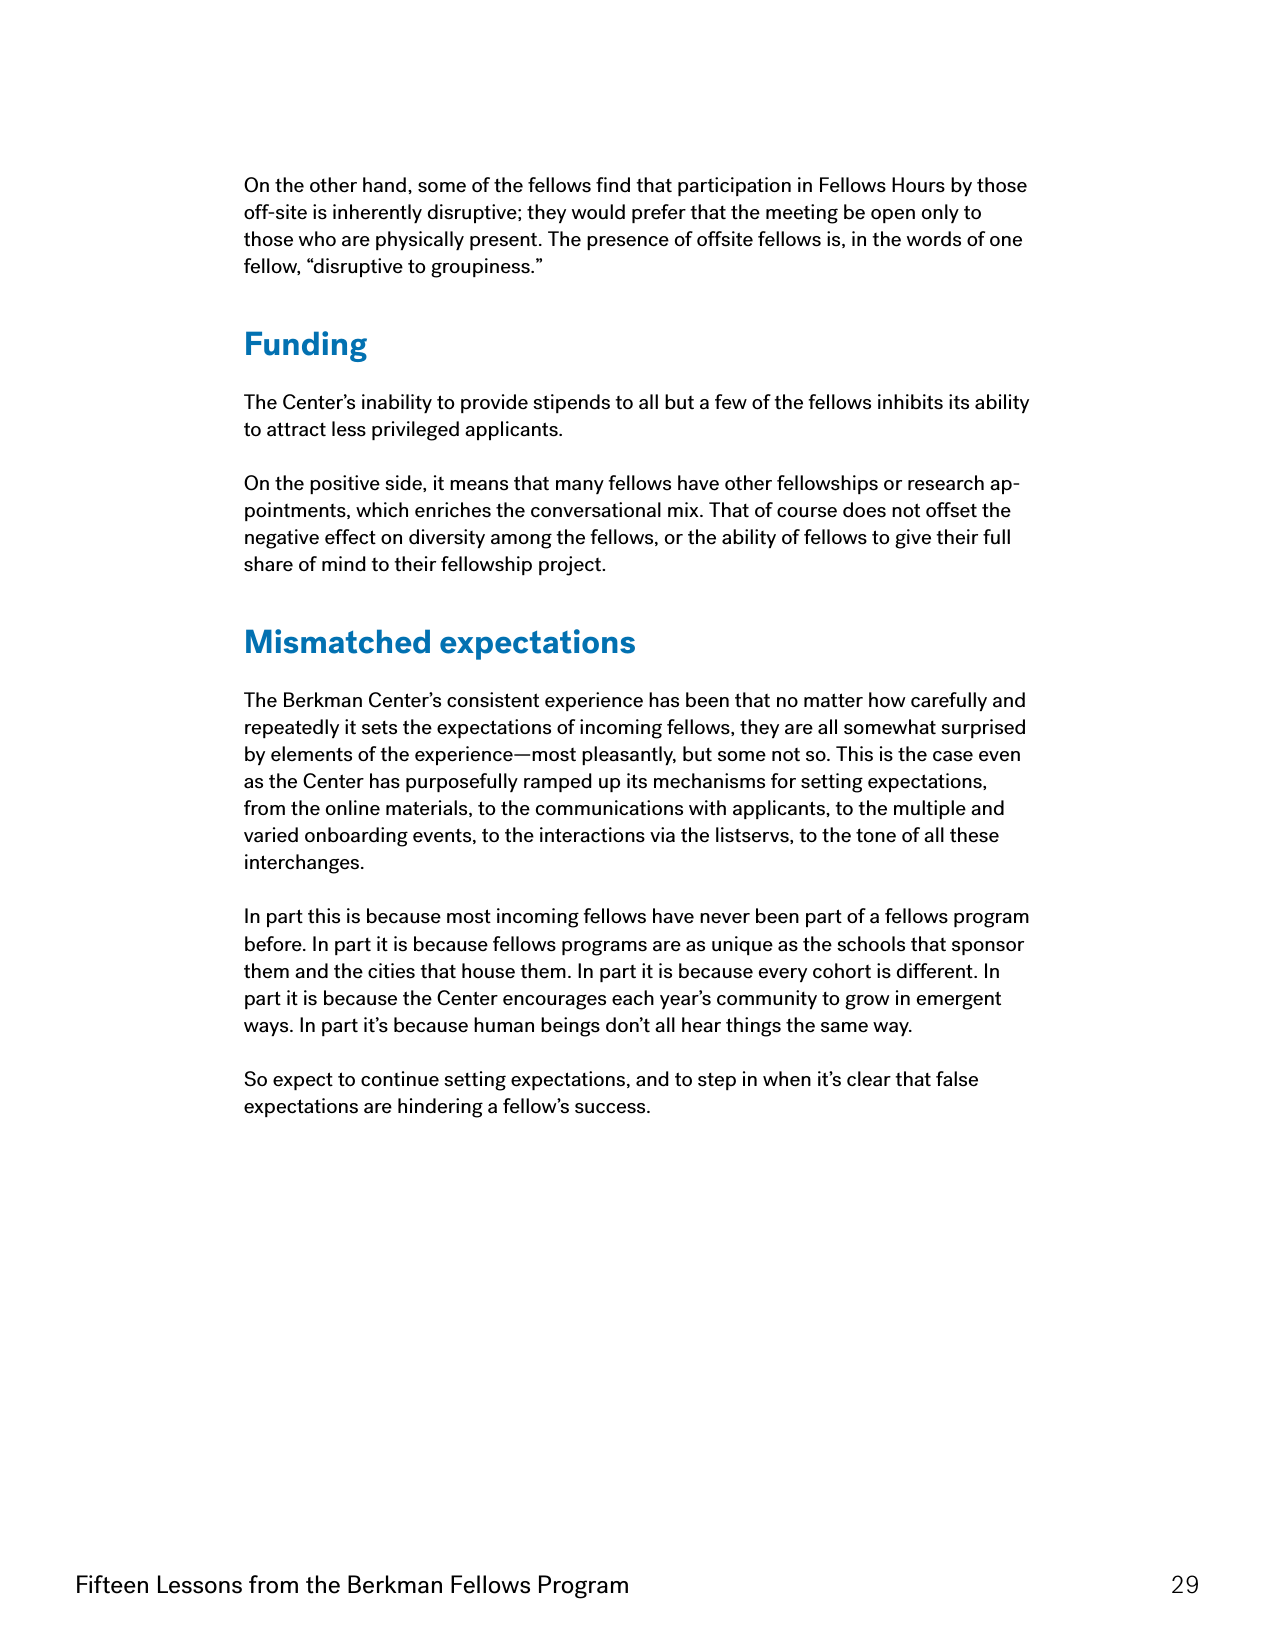 On the other hand, some of the fellows find that participation in Fellows Hours by those
off-site is inherently disruptive; they would prefer that the meeting be open only to
those who are physically present. The presence of offsite fellows is, in the words of one
fellow, “disruptive to groupiness.”
Funding
The Center’s inability to provide stipends to all but a few of the fellows inhibits its ability
to attract less privileged applicants.
On the positive side, it means that many fellows have other fellowships or research ap-
pointments, which enriches the conversational mix. That of course does not offset the
negative effect on diversity among the fellows, or the ability of fellows to give their full
share of mind to their fellowship project.
Mismatched expectations
The Berkman Center’s consistent experience has been that no matter how carefully and
repeatedly it sets the expectations of incoming fellows, they are all somewhat surprised
by elements of the experience—most pleasantly, but some not so. This is the case even
as the Center has purposefully ramped up its mechanisms for setting expectations,
from the online materials, to the communications with applicants, to the multiple and
varied onboarding events, to the interactions via the listservs, to the tone of all these
interchanges.
In part this is because most incoming fellows have never been part of a fellows program
before. In part it is because fellows programs are as unique as the schools that sponsor
them and the cities that house them. In part it is because every cohort is different. In
part it is because the Center encourages each year’s community to grow in emergent
ways. In part it’s because human beings don’t all hear things the same way.
So expect to continue setting expectations, and to step in when it’s clear that false
expectations are hindering a fellow’s success.
Fifteen Lessons from the Berkman Fellows Program 29